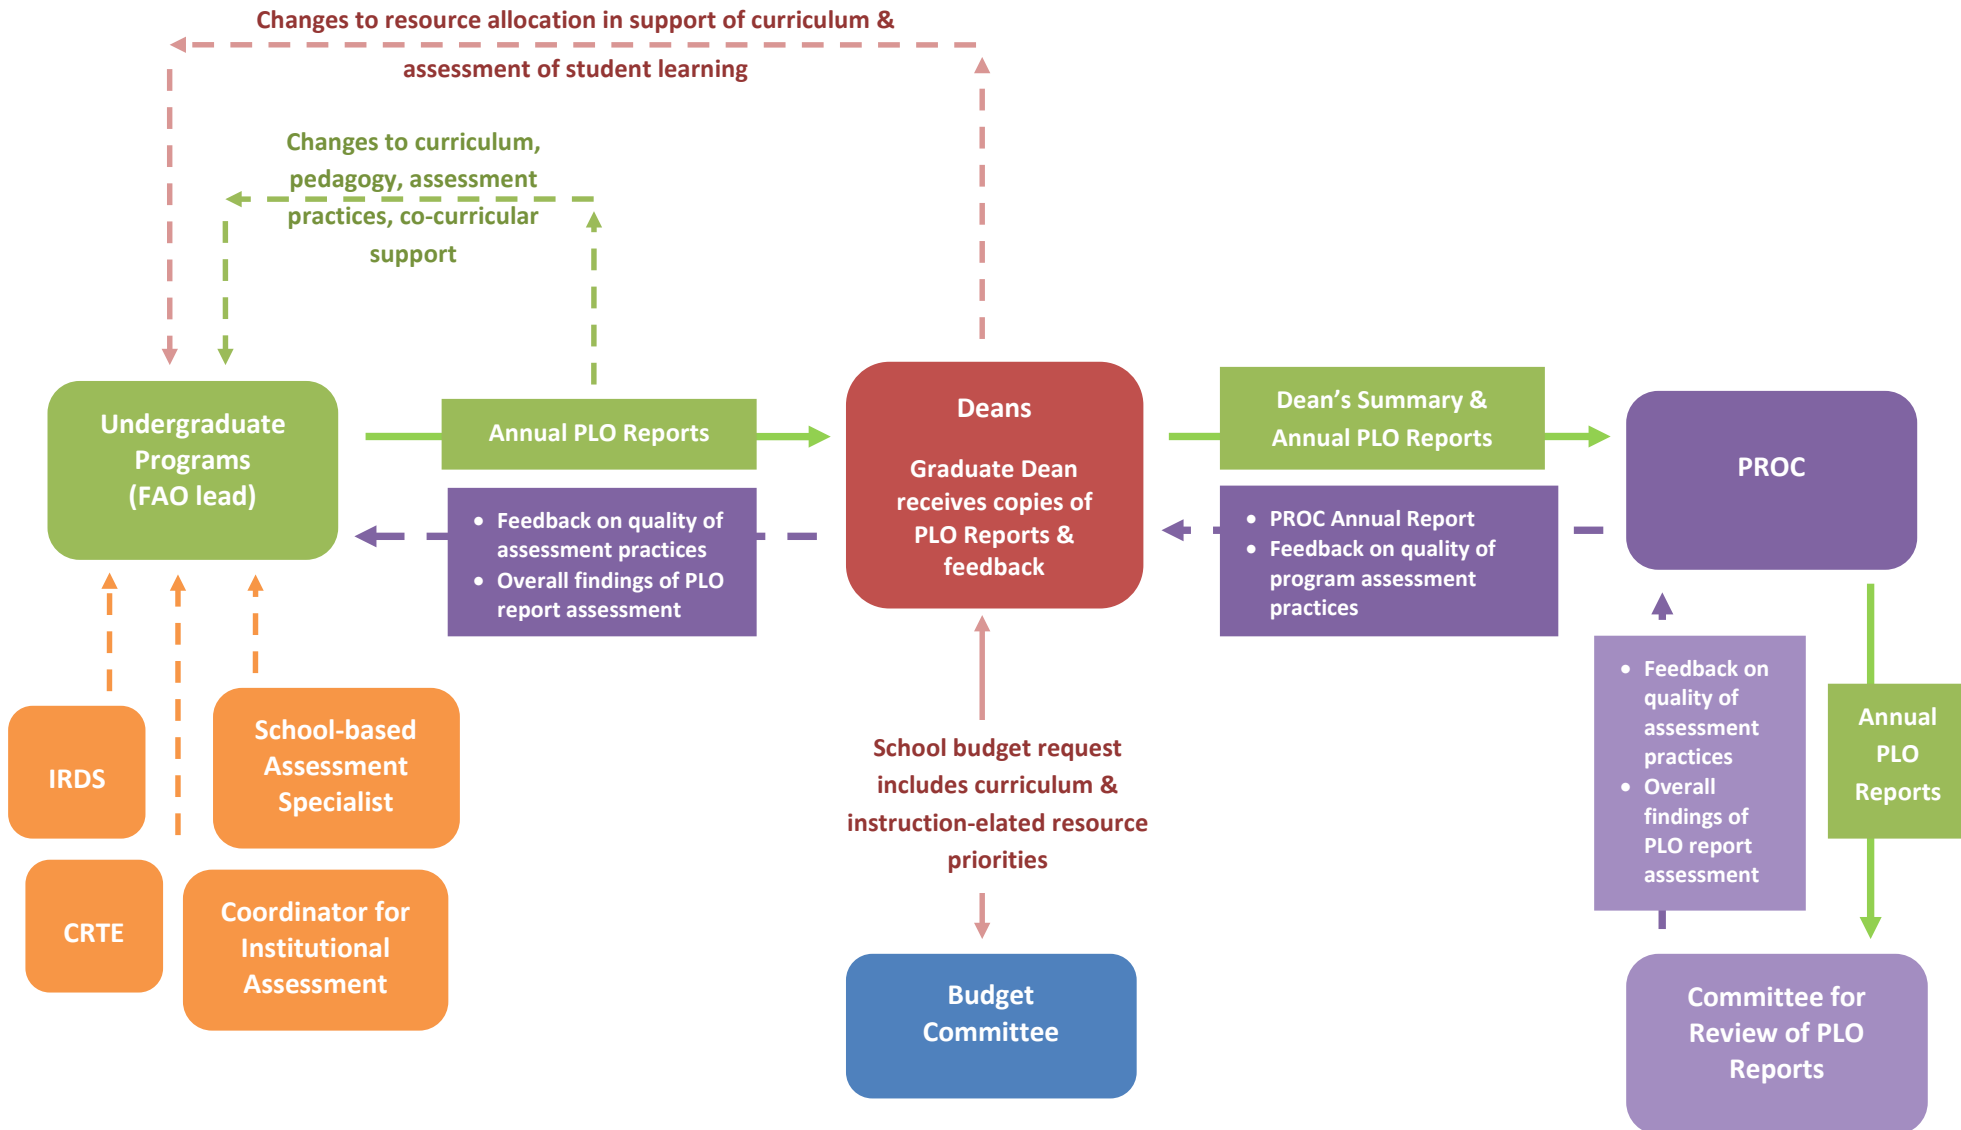 Changes to resource allocation in support of curriculum &
assessment of student learning
Changes to curriculum,
pedagogy, assessment
practices, co-curricular
support
Undergraduate
Programs
(FAO lead)
Annual PLO Reports
• Feedback on quality of
assessment practices
• Overall findings of PLO
report assessment
Deans
Graduate Dean
receives copies of
PLO Reports &
feedback
Dean’s Summary &
Annual PLO Reports
• PROC Annual Report
• Feedback on quality of
program assessment
practices
PROC
IRDS
School-based
Assessment
Specialist
CRTE
Coordinator for
Institutional
Assessment
School budget request
includes curriculum &
instruction-elated resource
priorities
Budget
Committee
• Feedback on
quality of
assessment
practices
• Overall
findings of
PLO report
assessment
Annual
PLO
Reports
Committee for
Review of PLO
Reports